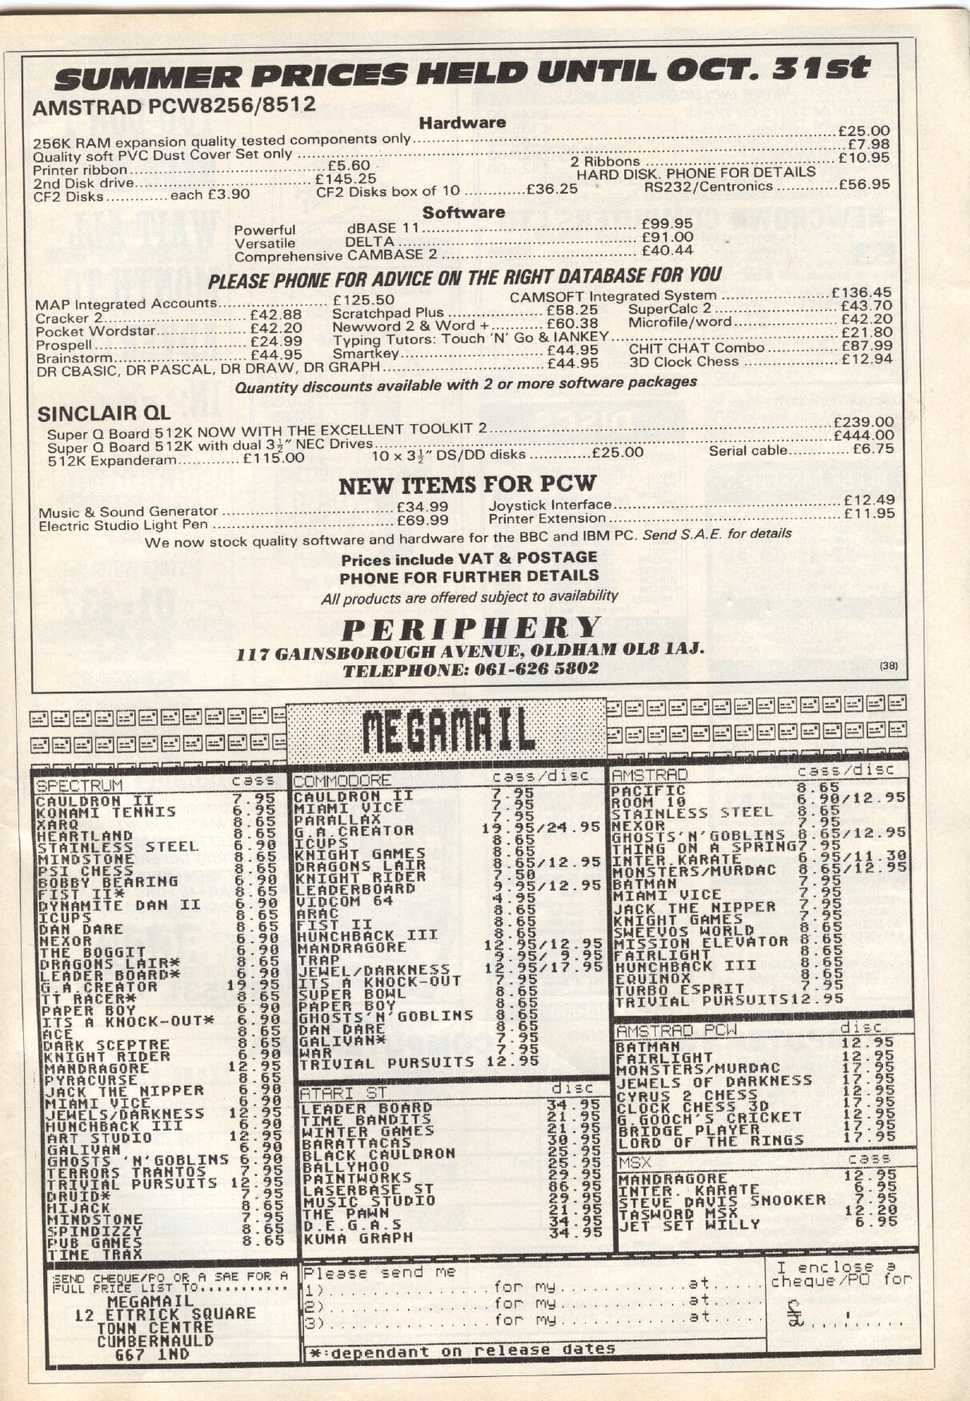 SUMMER PRICES HELD UNTIL OCT. 31st
AMSTRAD PCW8256/8512
Hardware
256K RAM expansion quality tested components only.....£25.00
Quality soft PVC Dust Cover Set only.....£7.98
Printer ribbon.....£5.60 2 Ribbons.....£10.95
2nd Disk drive.....£145.25 HARD DISK. PHONE FOR DETAILS
CF2 Disks.....each £3.90 CF2 Disks box of 10.....£36.25 RS232/Centronics.....£56.95
Software
Powerful dBASE 11.....£99.95
Versatile DELTA.....£91.00
Comprehensive CAMBASE 2.....£40.44
PLEASE PHONE FOR ADVICE ON THE RIGHT DATABASE FOR YOU
MAP Integrated Accounts.....£125.50 CAMSOFT Integrated System.....£136.45
Cracker 2.....£42.88 Scratchpad Plus.....£58.25 SuperCalc 2.....£43.70
Pocket Wordstar.....£42.20 Newword 2 & Word +.....£60.38 Microfile/word.....£42.20
Prospell.....£24.99 Typing Tutors: Touch 'N' Go & IANKEY.....£21.80
Brainstorm.....£44.95 Smartkey.....£44.95 CHIT CHAT Combo.....£87.99
DR CBASIC, DR PASCAL, DR DRAW, DR GRAPH.....£44.95 3D Clock Chess.....£12.94
Quantity discounts available with 2 or more software packages
SINCLAIR QL
Super Q Board 512K NOW WITH THE EXCELLENT TOOLKIT 2.....£239.00
Super Q Board 512K with dual 3½″ NEC Drives.....£444.00
512K Expanderam.....£115.00 10 x 3½″ DS/DD disks.....£25.00 Serial cable.....£6.75
NEW ITEMS FOR PCW
Music & Sound Generator.....£34.99 Joystick Interface.....£12.49
Electric Studio Light Pen.....£69.99 Printer Extension.....£11.95
We now stock quality software and hardware for the BBC and IBM PC. Send S.A.E. for details
Prices include VAT & POSTAGE
PHONE FOR FURTHER DETAILS
All products are offered subject to availability
PERIPHERY
117 GAINSBOROUGH AVENUE, OLDHAM OL8 1AJ.
TELEPHONE: 061-626 5802
(38)
MEGAMAIL
SPECTRUM cass
CAULDRON II 7.95
KONAMI TENNIS 6.95
XARQ 8.65
HEARTLAND 8.65
STAINLESS STEEL 6.90
MINDSTONE 8.65
PSI CHESS 8.65
BOBBY BEARING 6.90
FIST II* 8.65
DYNAMITE DAN II 6.90
ICUPS 8.65
DAN DARE 8.65
NEXOR 6.90
THE BOGGIT 6.90
DRAGONS LAIR* 8.65
LEADER BOARD* 6.90
G.A.CREATOR 19.95
TT RACER* 8.65
PAPER BOY 6.90
ITS A KNOCK-OUT* 6.90
ACE 8.65
DARK SCEPTRE 8.65
KNIGHT RIDER 6.90
MANDRAGORE 12.95
PYRACURSE 8.65
JACK THE NIPPER 6.90
MIAMI VICE 6.90
JEWELS/DARKNESS 12.95
HUNCHBACK III 6.90
ART STUDIO 12.95
GALIVAN 6.90
GHOSTS 'N'GOBLINS 6.90
TERRORS TRANTOS 7.95
TRIVIAL PURSUITS 12.95
DRUID* 7.95
HIJACK 8.65
MINDSTONE 7.95
SPINDIZZY 8.65
PUB GAMES 8.65
TIME TRAX
COMMODORE cass/disc
CAULDRON II 7.95
MIAMI VICE 7.95
PARALLAX 7.95
G.A.CREATOR 19.95/24.95
ICUPS 8.65
KNIGHT GAMES 8.65
DRAGONS LAIR 8.65/12.95
KNIGHT RIDER 7.50
LEADERBOARD 9.95/12.95
VIDCOM 64 4.95
ARAC 8.65
FIST II 8.65
HUNCHBACK III 8.65
MANDRAGORE 12.95/12.95
TRAP 9.95/ 9.95
JEWEL/DARKNESS 12.95/17.95
ITS A KNOCK-OUT 7.95
SUPER BOWL 8.65
PAPER BOY 8.65
GHOSTS'N'GOBLINS 8.65
DAN DARE 8.65
GALIVAN* 7.95
WAR 7.95
TRIVIAL PURSUITS 12.95
ATARI ST disc
LEADER BOARD 34.95
TIME BANDITS 21.95
WINTER GAMES 21.95
BARATTACAS 30.95
BLACK CAULDRON 25.95
BALLYHOO 25.95
PAINTWORKS 29.95
LASERBASE ST 86.95
MUSIC STUDIO 29.95
THE PAWN 21.95
D.E.G.A.S 34.95
KUMA GRAPH 34.95
AMSTRAD cass/disc
PACIFIC 8.65
ROOM 10 6.90/12.95
STAINLESS STEEL 8.65
NEXOR 7.95
GHOSTS'N'GOBLINS 8.65/12.95
THING ON A SPRING 7.95
INTER.KARATE 6.95/11.30
MONSTERS/MURDAC 8.65/12.95
BATMAN 7.95
MIAMI VICE 7.95
JACK THE NIPPER 7.95
KNIGHT GAMES 7.95
SWEEVOS WORLD 8.65
MISSION ELEVATOR 8.65
FAIRLIGHT 8.65
HUNCHBACK III 8.65
EQUINOX 8.65
TURBO ESPRIT 7.95
TRIVIAL PURSUITS 12.95
AMSTRAD PCW disc
BATMAN 12.95
FAIRLIGHT 12.95
MONSTERS/MURDAC 17.95
JEWELS OF DARKNESS 17.95
CYRUS 2 CHESS 12.95
CLOCK CHESS 3D 17.95
G.GOOCH'S CRICKET 12.95
BRIDGE PLAYER 17.95
LORD OF THE RINGS 17.95
MSX cass
MANDRAGORE 12.95
INTER. KARATE 6.95
STEVE DAVIS SNOOKER 7.95
TASWORD MSX 12.20
JET SET WILLY 6.95
SEND CHEQUE/PO OR A SAE FOR A
FULL PRICE LIST TO...........
MEGAMAIL
12 ETTRICK SQUARE
TOWN CENTRE
CUMBERNAULD
G67 1ND
Please send me
1)................for my............at.....
2)................for my............at.....
3)................for my............at.....
*:dependant on release dates
I enclose a
cheque/PO for
£.........